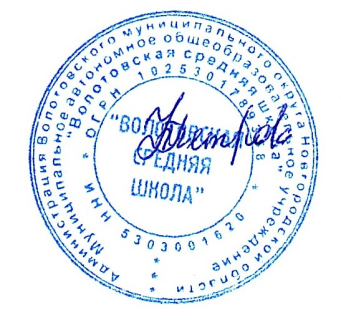 Администрация Волотовского муниципального округа Новгородской области
Муниципальное автономное общеобразовательное учреждение
"Волотовская средняя школа"
* ОГРН 1025301789
* ИНН 5303001620 *
"ВОЛОТОВСКАЯ
СРЕДНЯЯ
ШКОЛА"